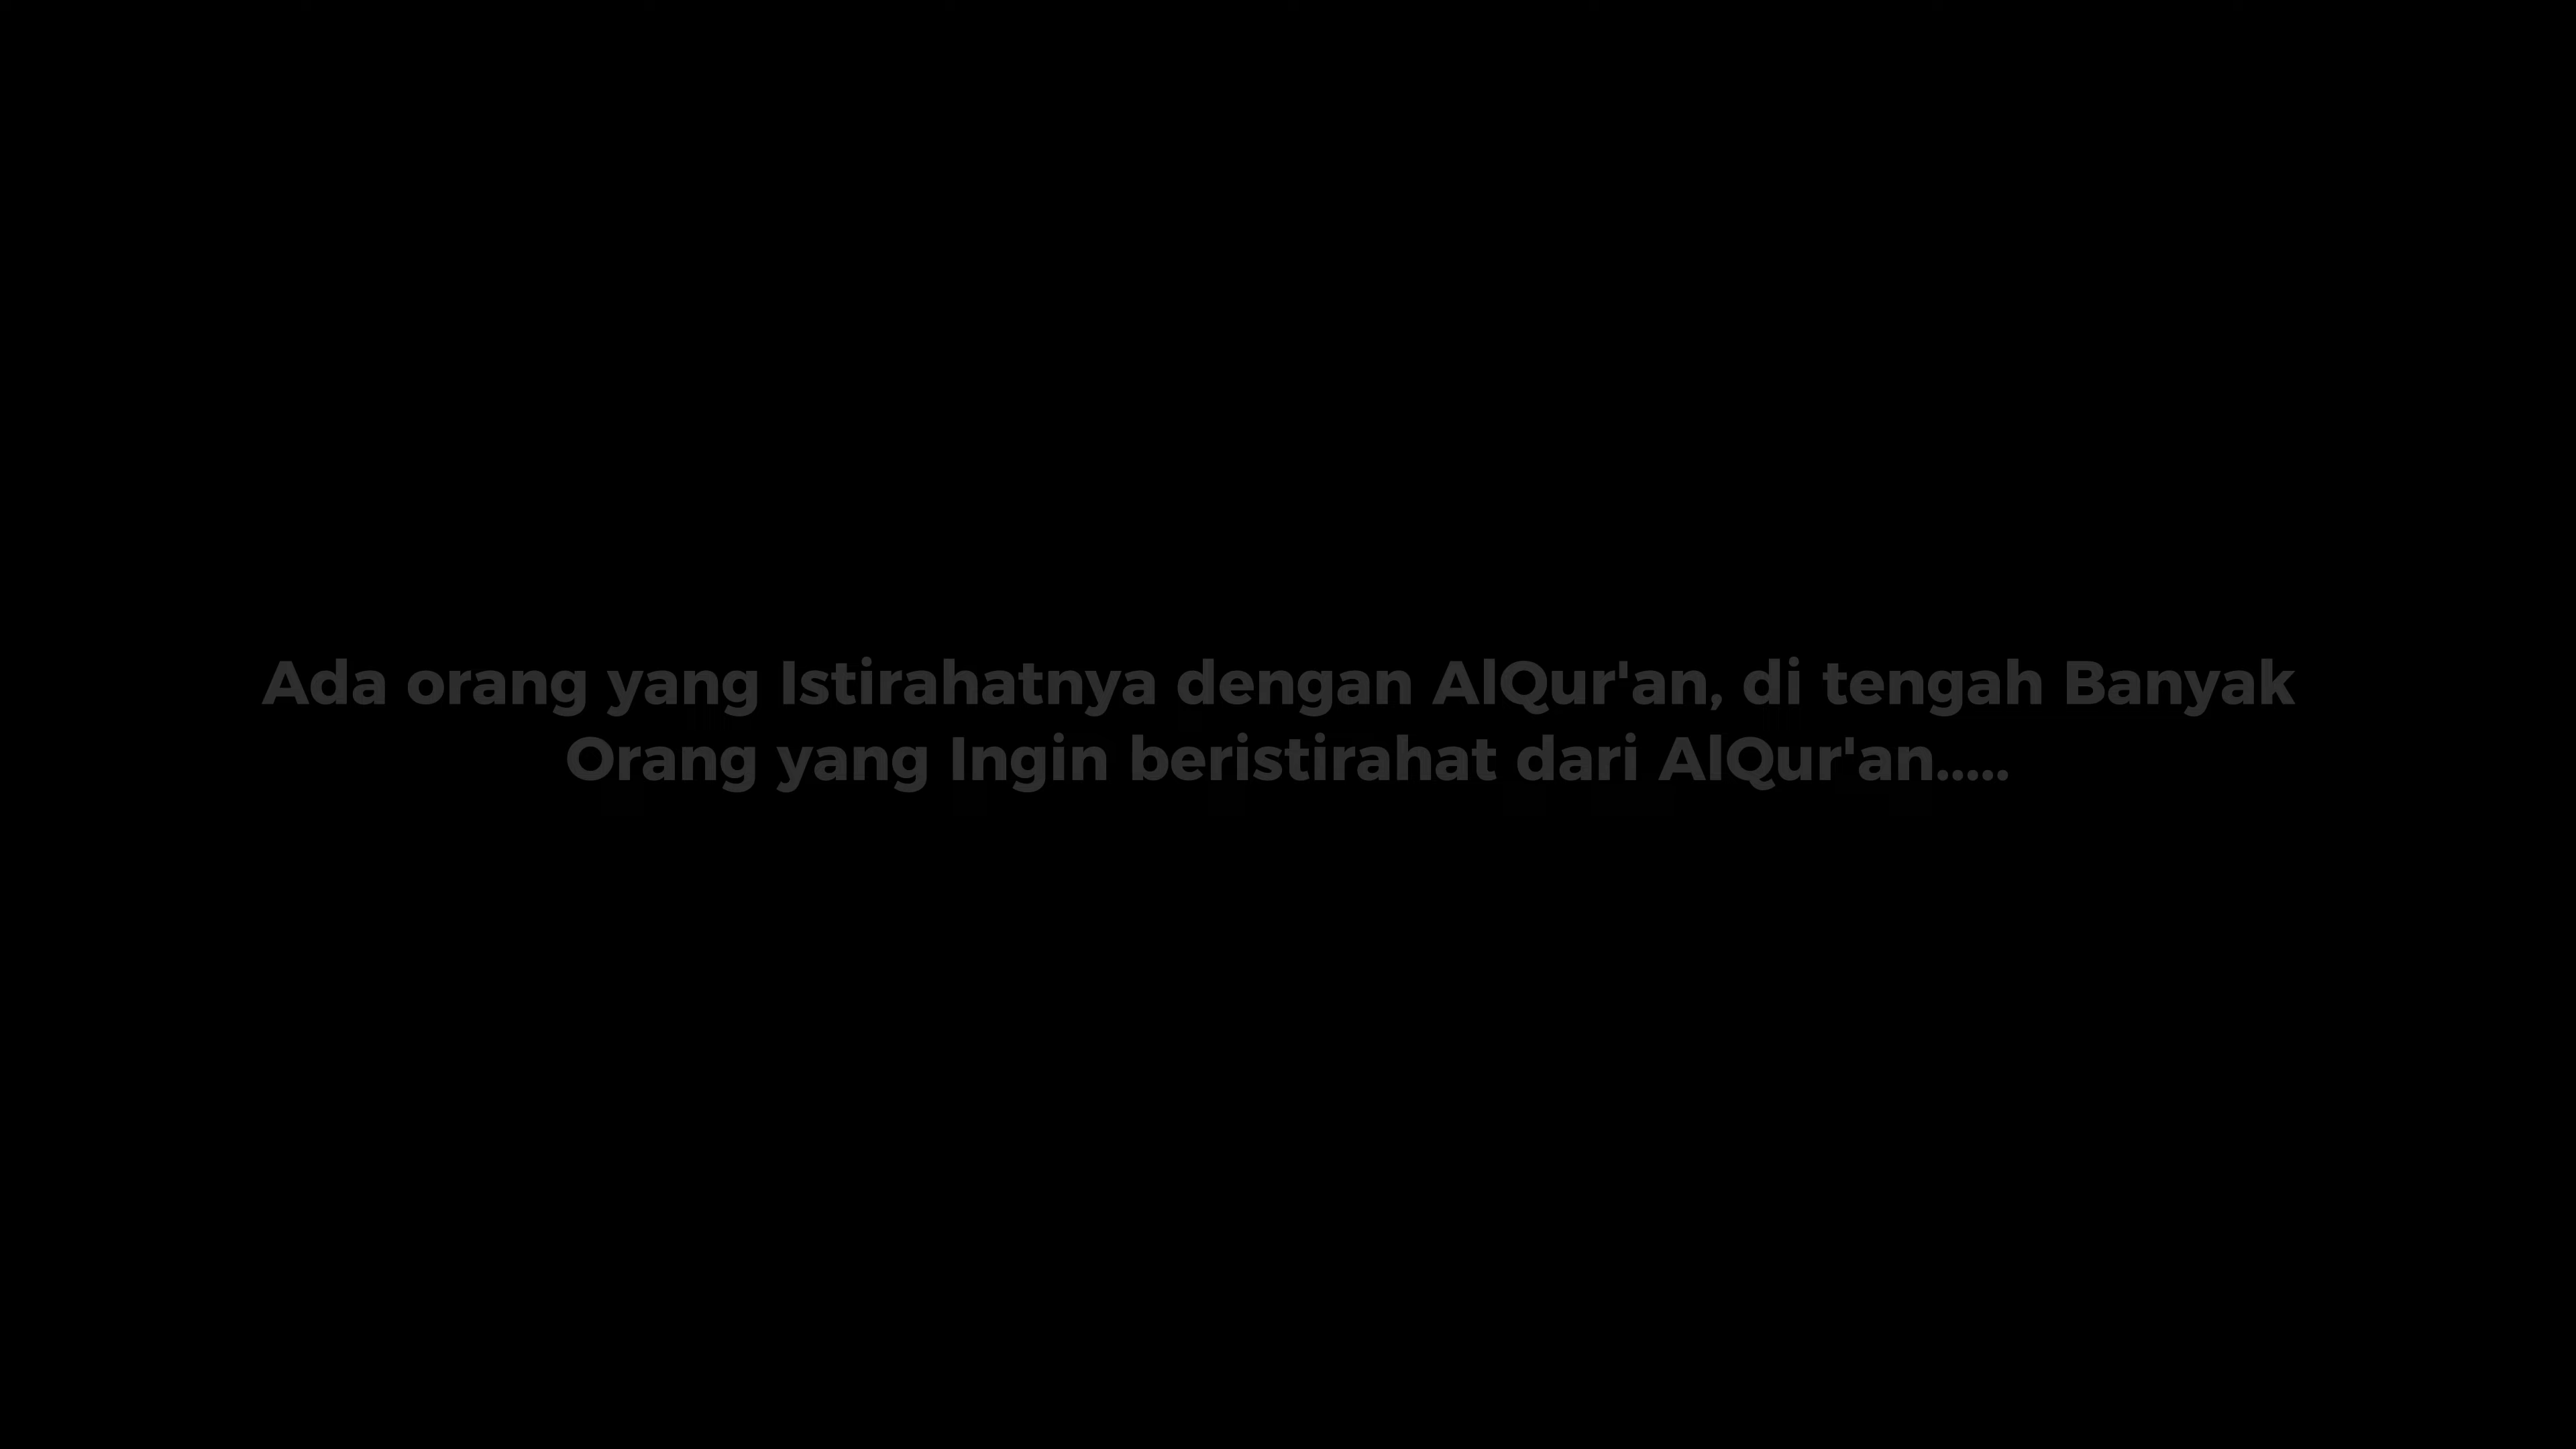 Ada orang yang Istirahatnya dengan AlQur'an, di tengah Banyak
Orang yang Ingin beristirahat dari AlQur'an.....